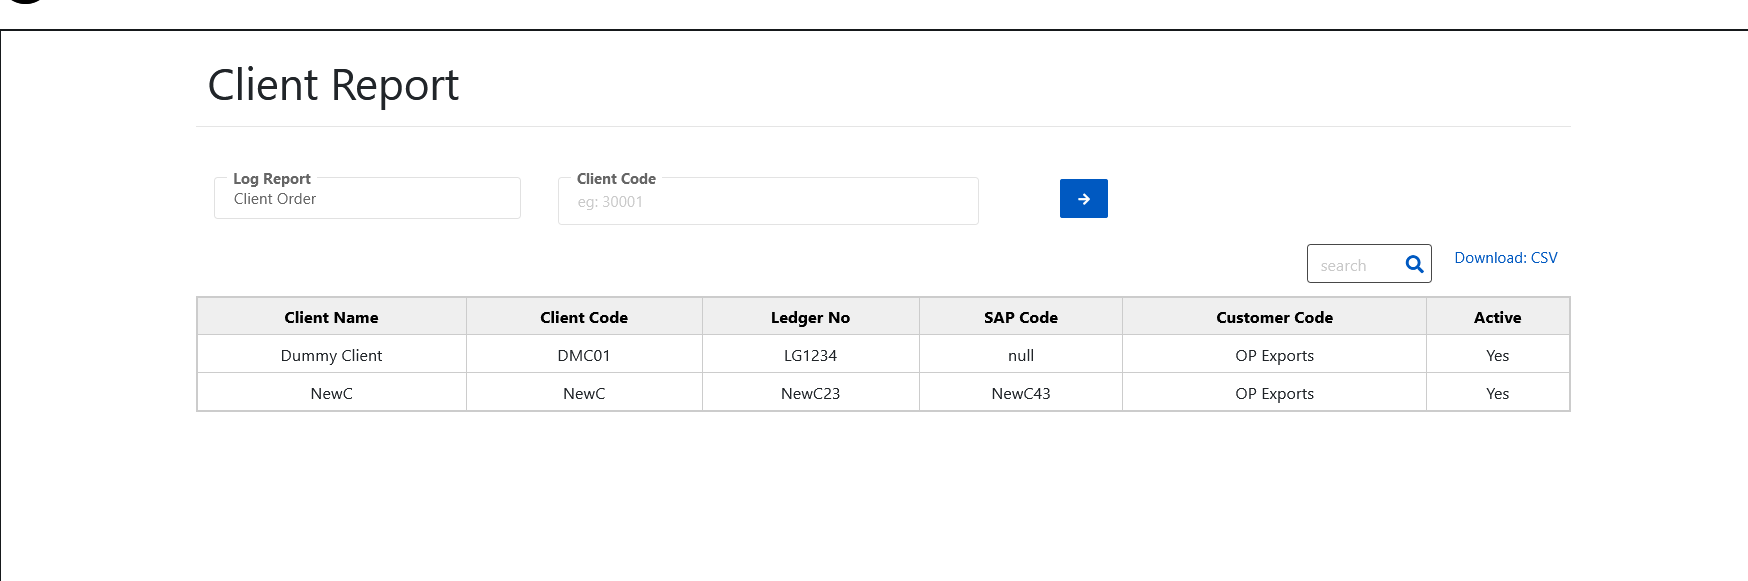 Client Report
Log Report
Client Order
Client Code
eg: 30001
search
Download: CSV
Client Name Client Code Ledger No SAP Code Customer Code Active
Dummy Client DMC01 LG1234 null OP Exports Yes
NewC NewC NewC23 NewC43 OP Exports Yes